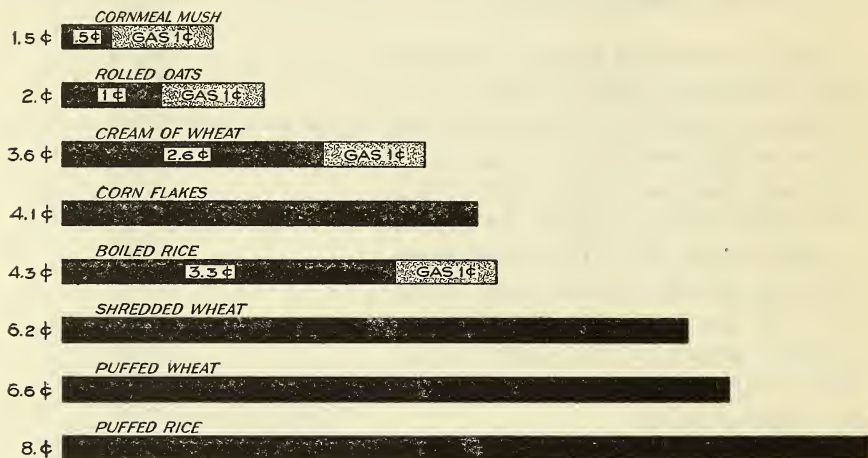 CORNMEAL MUSH
1.5 ¢ .5¢ GAS 1¢
ROLLED OATS
2. ¢ 1 ¢ GAS 1¢
CREAM OF WHEAT
3.6 ¢ 2.6 ¢ GAS 1¢
CORN FLAKES
4.1 ¢
BOILED RICE
4.3 ¢ 3.3 ¢ GAS 1¢
SHREDDED WHEAT
6.2 ¢
PUFFED WHEAT
6.6 ¢
PUFFED RICE
8. ¢